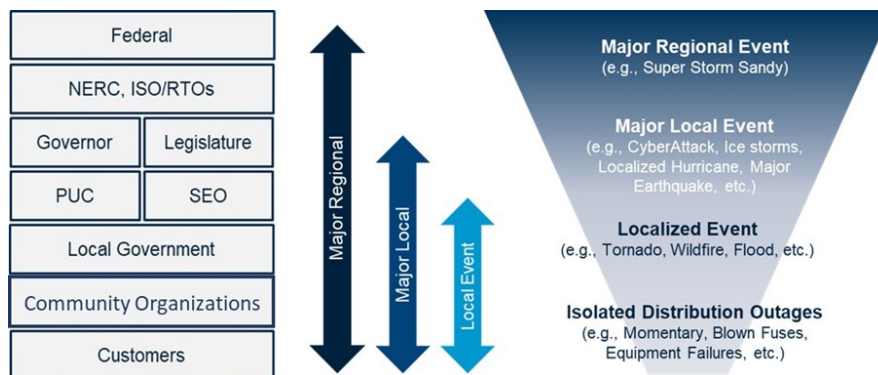 Federal
NERC, ISO/RTOs
Governor
Legislature
PUC
SEO
Local Government
Community Organizations
Customers
Major Regional
Major Local
Local Event
Major Regional Event
(e.g., Super Storm Sandy)
Major Local Event
(e.g., CyberAttack, Ice storms,
Localized Hurricane, Major
Earthquake, etc.)
Localized Event
(e.g., Tornado, Wildfire, Flood, etc.)
Isolated Distribution Outages
(e.g., Momentary, Blown Fuses,
Equipment Failures, etc.)